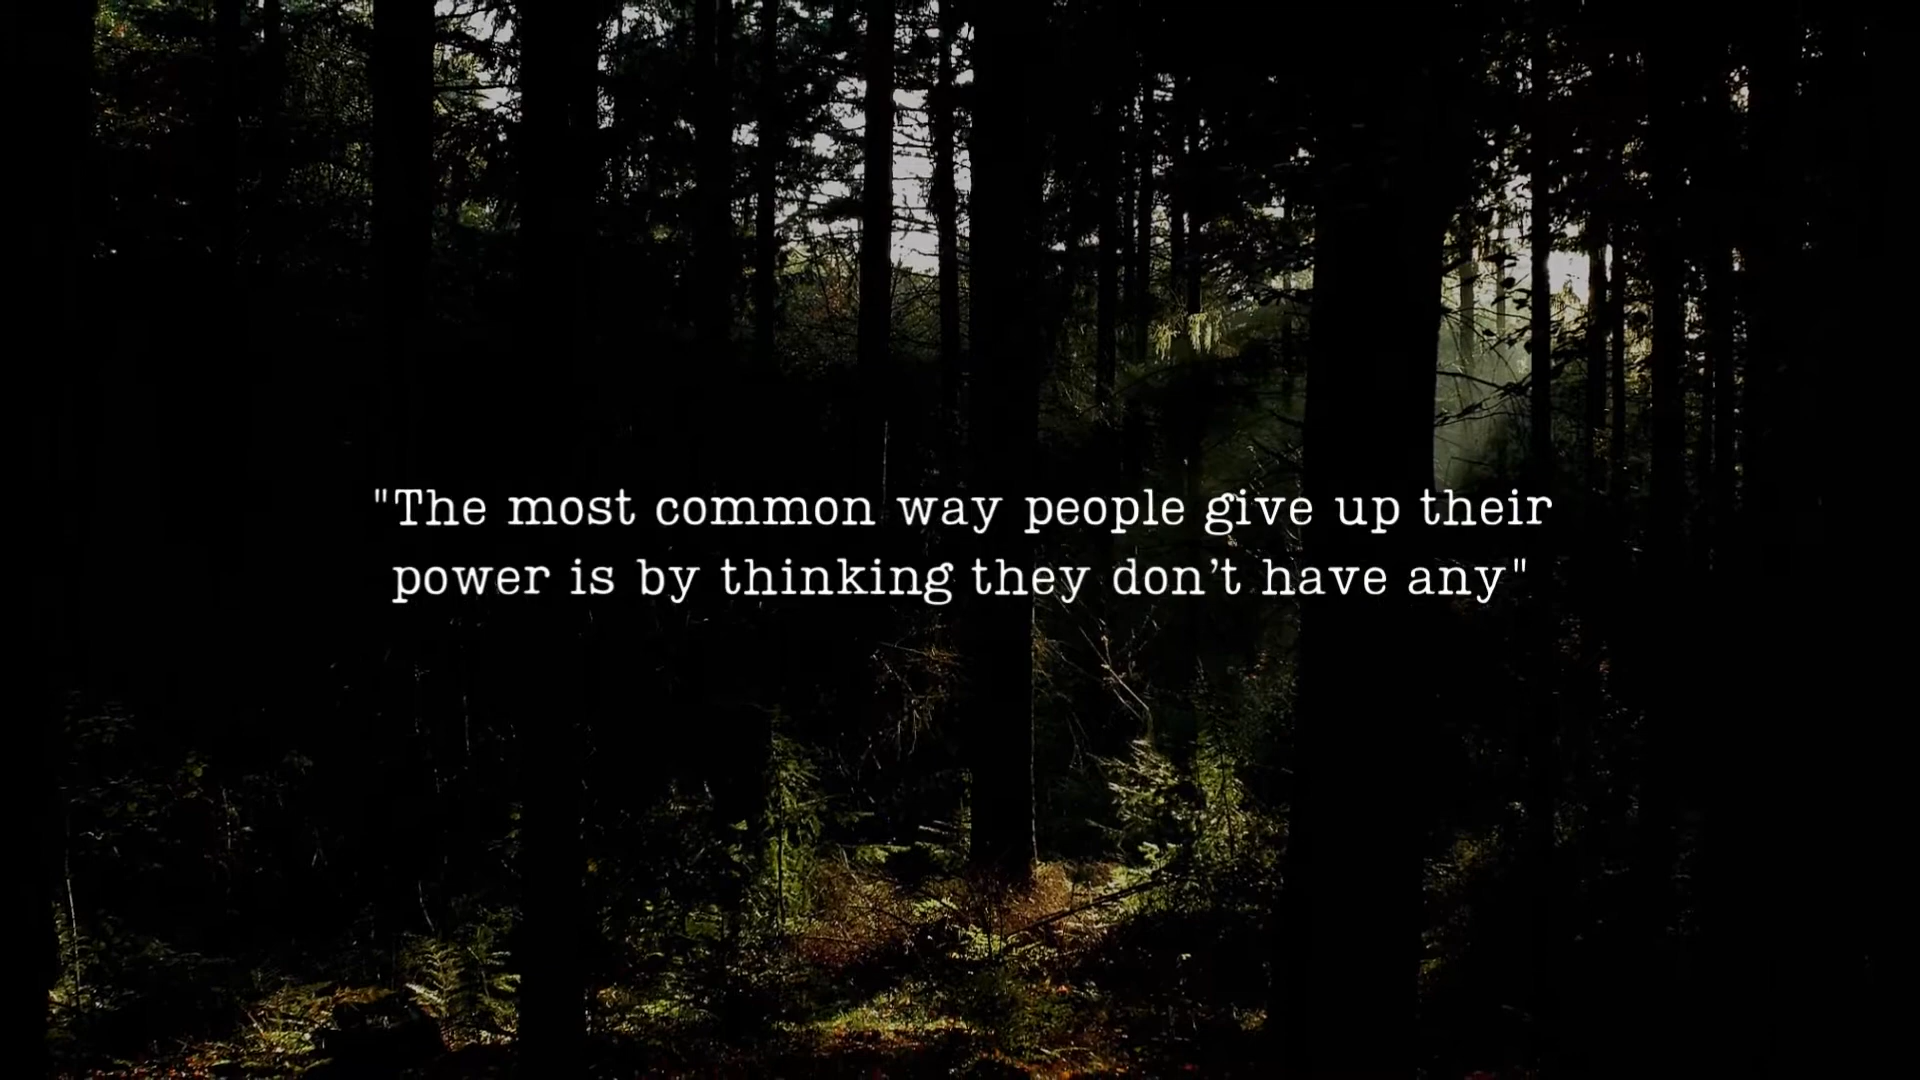 "The most common way people give up their
power is by thinking they don’t have any"